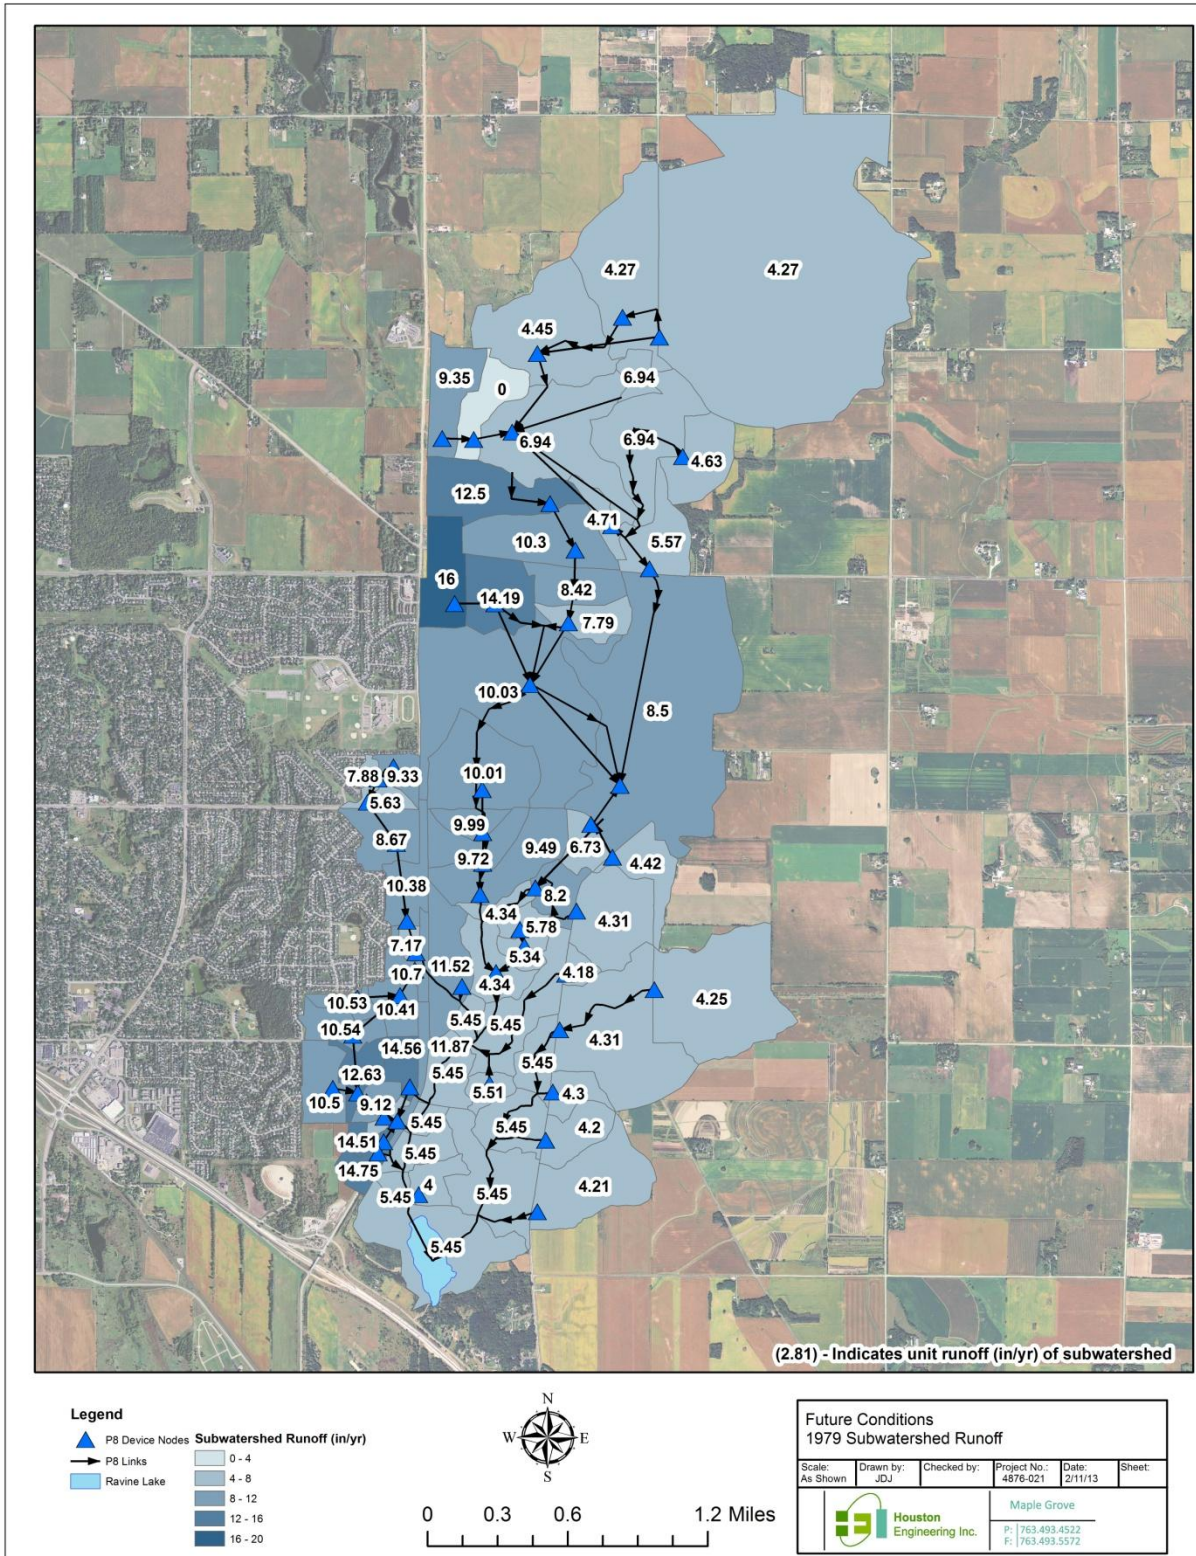 4.27
4.27
4.45
9.35
0
6.94
6.94
6.94
4.63
12.5
4.71
10.3
5.57
16
8.42
14.19
7.79
10.03
8.5
7.88
9.33
10.01
5.63
9.99
8.67
9.49
6.73
9.72
4.42
10.38
8.2
4.34
4.31
5.78
7.17
5.34
11.52
10.7
4.34
4.18
4.25
10.53
10.41
5.45
5.45
10.54
4.31
14.56
11.87
5.45
12.63
5.45
5.51
4.3
10.5
9.12
5.45
5.45
4.2
14.51
5.45
14.75
4
4.21
5.45
5.45
5.45
(2.81) - Indicates unit runoff (in/yr) of subwatershed
Legend
P8 Device Nodes
P8 Links
Ravine Lake
Subwatershed Runoff (in/yr)
0 - 4
4 - 8
8 - 12
12 - 16
16 - 20
N
W
E
S
0
0.3
0.6
1.2 Miles
Future Conditions
1979 Subwatershed Runoff
Scale: As Shown
Drawn by: JDJ
Checked by:
Project No.: 4876-021
Date: 2/11/13
Sheet:
Houston
Engineering Inc.
Maple Grove
P: 763.493.4522
F: 763.493.5572